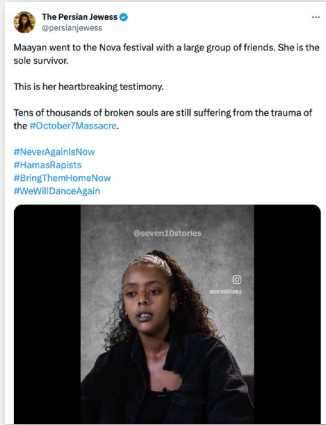 The Persian Jewess
@persianjewess
Maayan went to the Nova festival with a large group of friends. She is the
sole survivor.
This is her heartbreaking testimony.
Tens of thousands of broken souls are still suffering from the trauma of
the #October7Massacre.
#NeverAgainIsNow
#HamasRapists
#BringThemHomeNow
#WeWillDanceAgain
@seven10stories